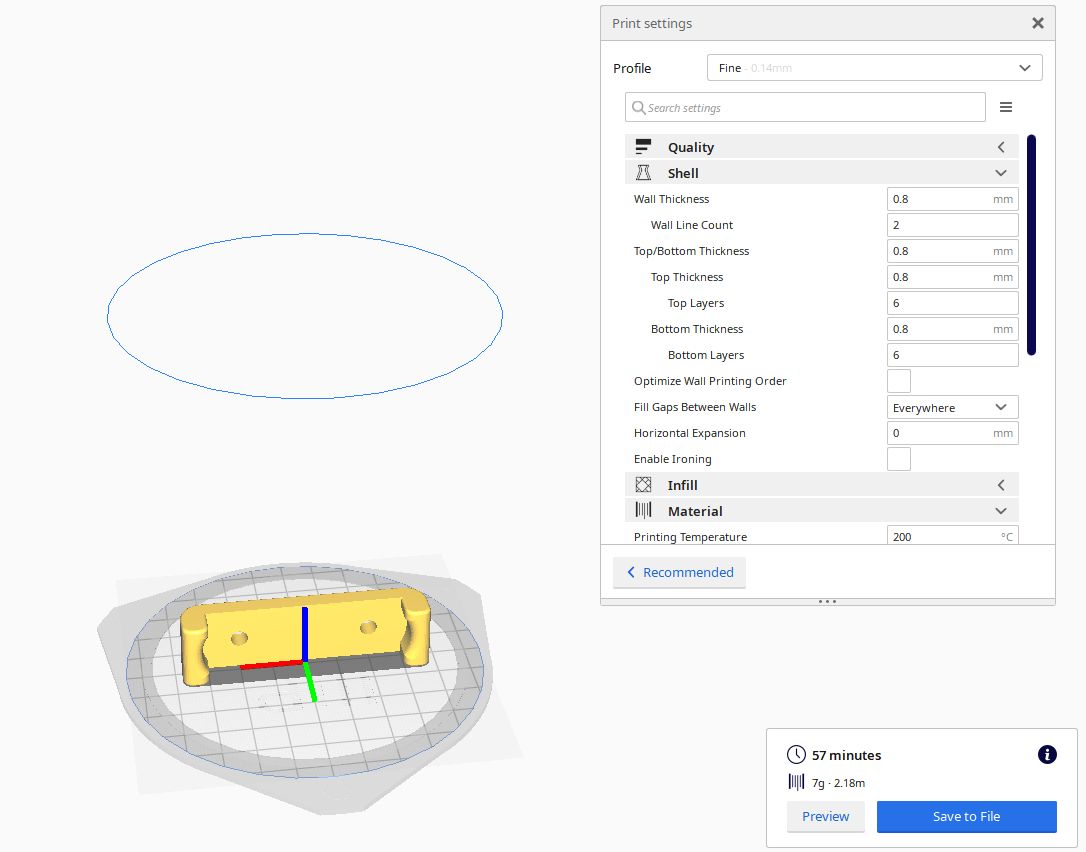 Print settings
Profile
Fine - 0.14mm
Search settings
Quality
Shell
Wall Thickness 0.8 mm
Wall Line Count 2
Top/Bottom Thickness 0.8 mm
Top Thickness 0.8 mm
Top Layers 6
Bottom Thickness 0.8 mm
Bottom Layers 6
Optimize Wall Printing Order
Fill Gaps Between Walls Everywhere
Horizontal Expansion 0 mm
Enable Ironing
Infill
Material
Printing Temperature 200 °C
Recommended
57 minutes
7g · 2.18m
Preview Save to File